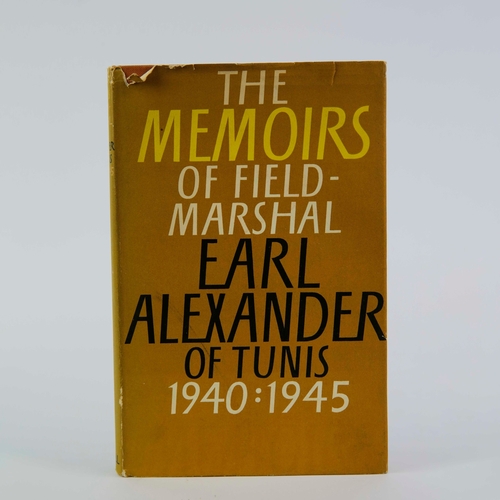 THE
MEMOIRS
OF FIELD-
MARSHAL
EARL
ALEXANDER
OF TUNIS
1940:1945